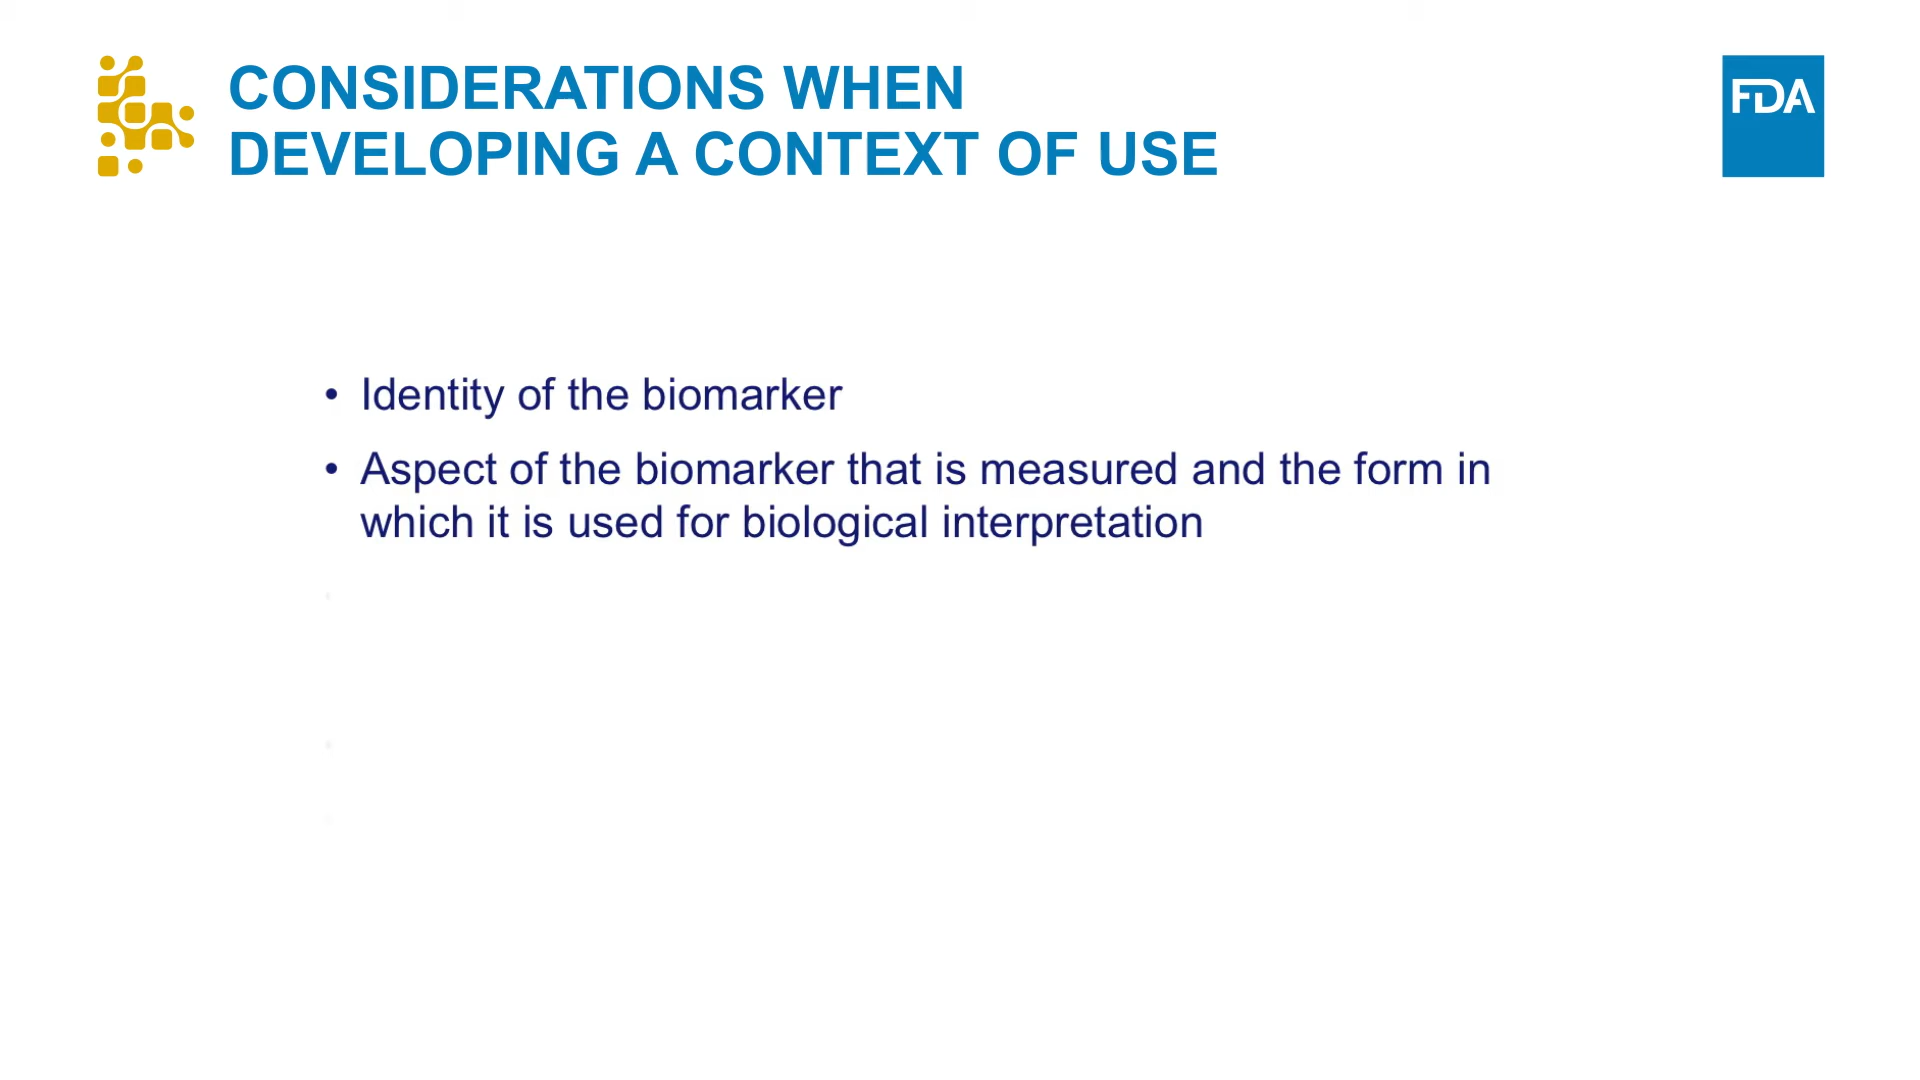 CONSIDERATIONS WHEN
DEVELOPING A CONTEXT OF USE
FDA
• Identity of the biomarker
• Aspect of the biomarker that is measured and the form in
which it is used for biological interpretation